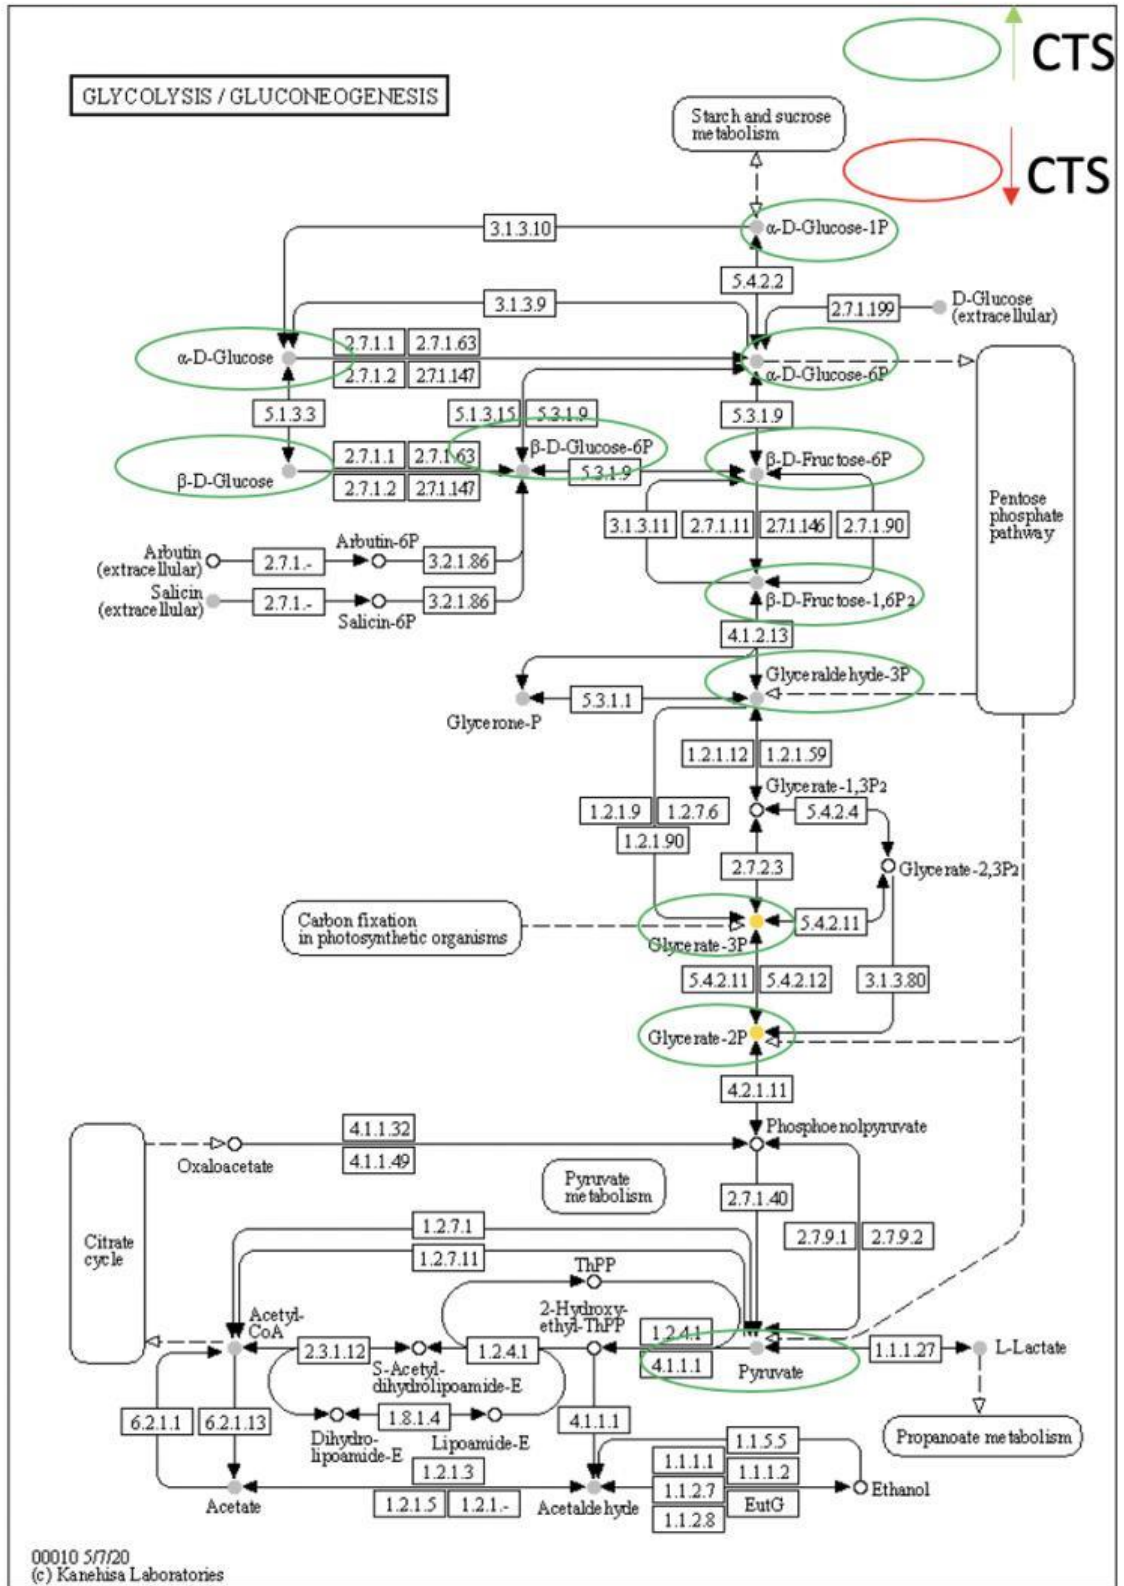 CTS
GLYCOLYSIS / GLUCONEOGENESIS
Starch and sucrose
metabolism
CTS
3.1.3.10
α-D-Glucose-1P
5.4.2.2
3.1.3.9
2.7.1.199
D-Glucose
(extracellular)
2.7.1.1
2.7.1.63
α-D-Glucose
α-D-Glucose-6P
2.7.1.2
2.7.1.147
5.1.3.3
5.1.3.15
5.3.1.9
5.3.1.9
β-D-Glucose-6P
2.7.1.1
2.7.1.63
β-D-Fructose-6P
β-D-Glucose
5.3.1.9
2.7.1.2
2.7.1.147
Pentose
phosphate
pathway
3.1.3.11
2.7.1.11
2.7.1.146
2.7.1.90
Arbutin
(extracellular)
2.7.1.-
Arbutin-6P
3.2.1.86
Salicin
(extracellular)
2.7.1.-
Salicin-6P
3.2.1.86
β-D-Fructose-1,6P2
4.1.2.13
Glyceraldehyde-3P
5.3.1.1
Glycerone-P
1.2.1.12
1.2.1.59
Glycerate-1,3P2
1.2.1.9
1.2.7.6
5.4.2.4
1.2.1.90
2.7.2.3
Glycerate-2,3P2
Carbon fixation
in photosynthetic organisms
5.4.2.11
Glycerate-3P
5.4.2.11
5.4.2.12
3.1.3.80
Glycerate-2P
4.2.1.11
4.1.1.32
Phosphoenolpyruvate
Oxaloacetate
4.1.1.49
Pyruvate
metabolism
2.7.1.40
Citrate
cycle
1.2.7.1
2.7.9.1
2.7.9.2
1.2.7.11
ThPP
Acetyl-
CoA
2-Hydroxy-
ethyl-ThPP
1.2.4.1
2.3.1.12
1.2.4.1
1.1.1.27
L-Lactate
S-Acetyl-
dihydrolipoamide-E
4.1.1.1
Pyruvate
6.2.1.1
6.2.1.13
1.8.1.4
4.1.1.1
Dihydro-
lipoamide-E
Lipoamide-E
Propanoate metabolism
1.1.5.5
1.2.1.3
1.1.1.1
1.1.1.2
Acetate
1.1.2.7
Ethanol
1.2.1.5
1.2.1.-
Acetaldehyde
EutG
1.1.2.8
00010 5/7/20
(c) Kanehisa Laboratories